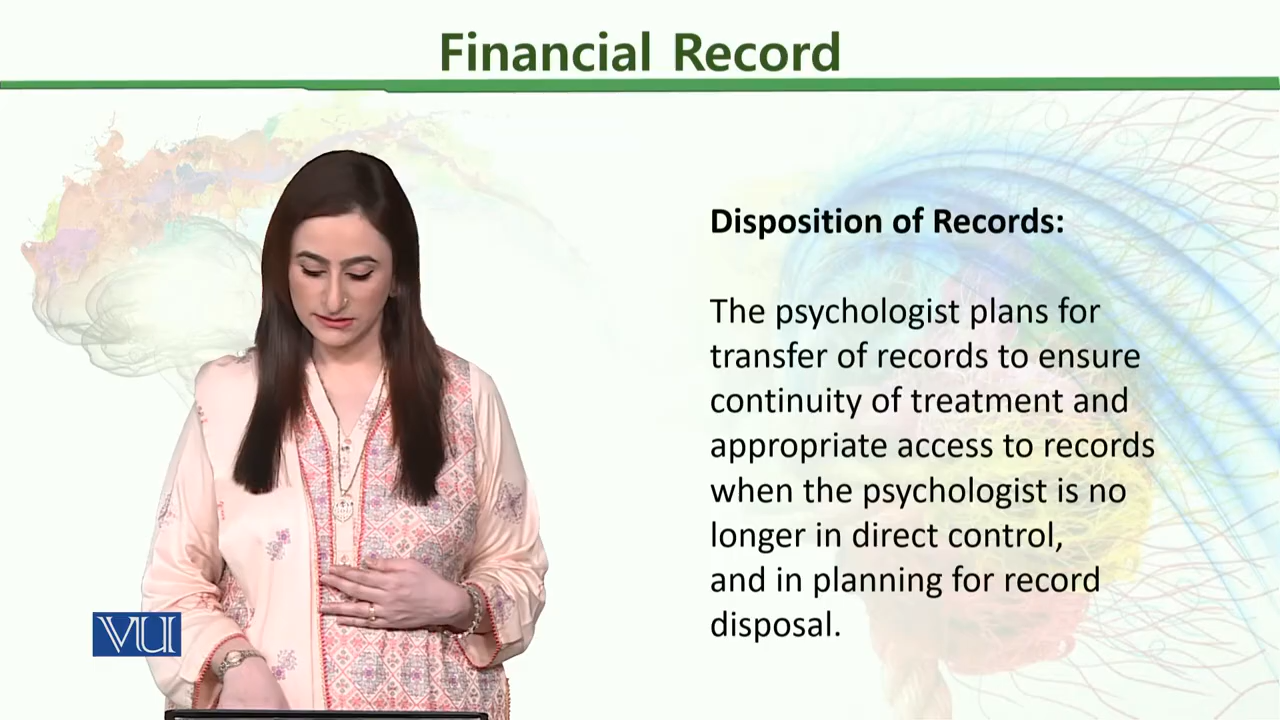 Financial Record
Disposition of Records:
The psychologist plans for
transfer of records to ensure
continuity of treatment and
appropriate access to records
when the psychologist is no
longer in direct control,
and in planning for record
disposal.
VU